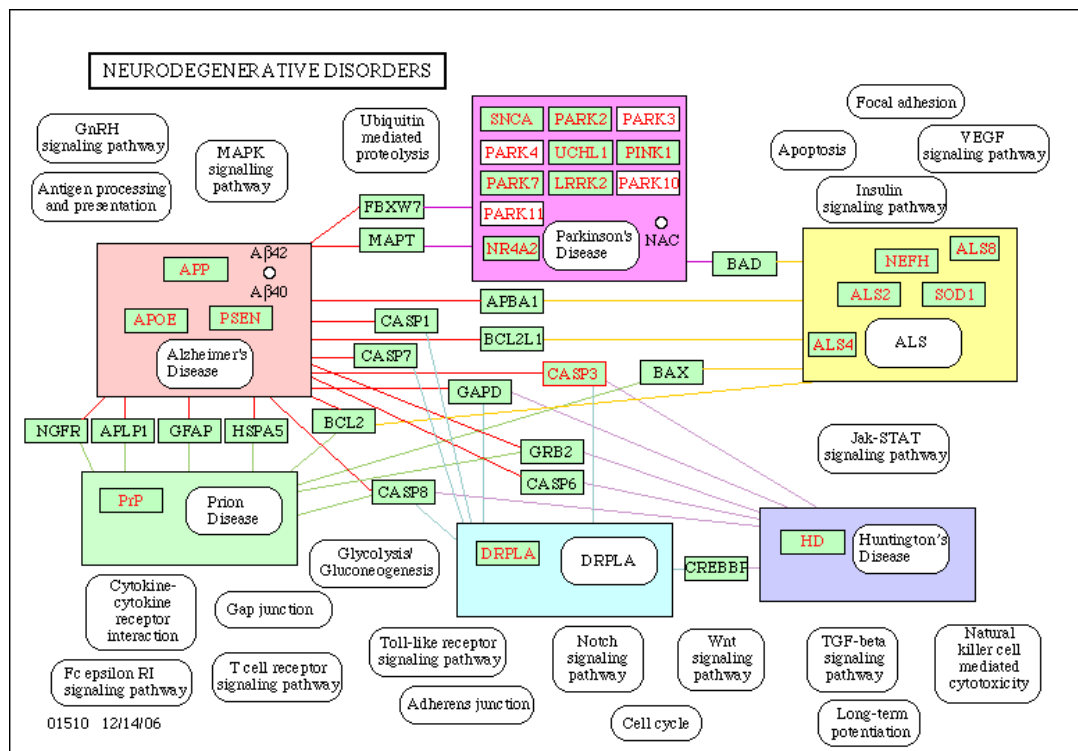 NEURODEGENERATIVE DISORDERS
GnRH
signaling pathway
MAPK
signalling
pathway
Ubiquitin
mediated
proteolysis
Antigen processing
and presentation
Focal adhesion
VEGF
signaling pathway
Apoptosis
Insulin
signaling pathway
SNCA
PARK2
PARK3
PARK4
UCHL1
PINK1
PARK7
LRRK2
PARK10
PARK11
NR4A2
Parkinson's
Disease
NAC
FBXW7
MAPT
BAD
Aβ42
APP
Aβ40
APOE
PSEN
Alzheimer's
Disease
NEFH
ALS8
ALS2
SOD1
ALS4
ALS
APBA1
CASP1
BCL2L1
CASP7
CASP3
BAX
GAPD
BCL2
NGFR
APLP1
GFAP
HSPA5
GRB2
CASP6
CASP8
Jak-STAT
signaling pathway
PrP
Prion
Disease
DRPLA
DRPLA
CREBBP
HD
Huntington's
Disease
Glycolysis/
Gluconeogenesis
Cytokine-
cytokine
receptor
interaction
Gap junction
Fc epsilon RI
signaling pathway
T cell receptor
signaling pathway
Toll-like receptor
signaling pathway
Adherens junction
Notch
signaling
pathway
Cell cycle
Wnt
signaling
pathway
TGF-beta
signaling
pathway
Long-term
potentiation
Natural
killer cell
mediated
cytotoxicity
01510 12/14/06